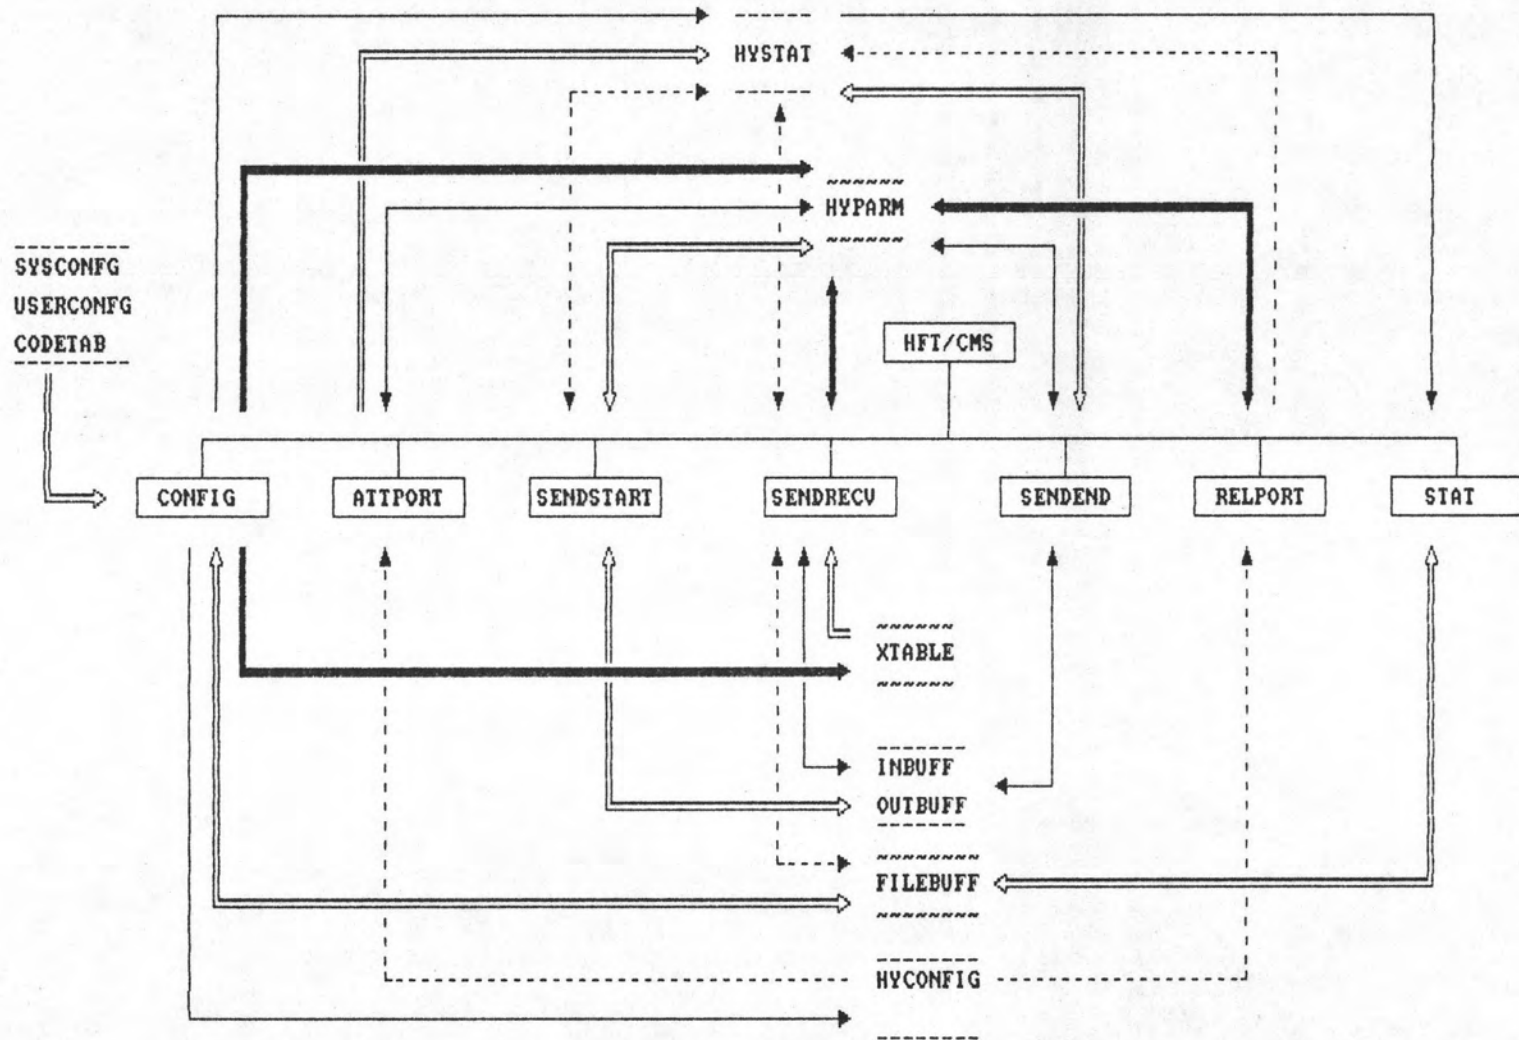 HYSTAT
HYPARM
SYSCONFG
USERCONFG
CODETAB
HFT/CMS
CONFIG
ATTPORT
SENDSTART
SENDRECV
SENDEND
RELPORT
STAT
XTABLE
INBUFF
OUTBUFF
FILEBUFF
HYCONFIG